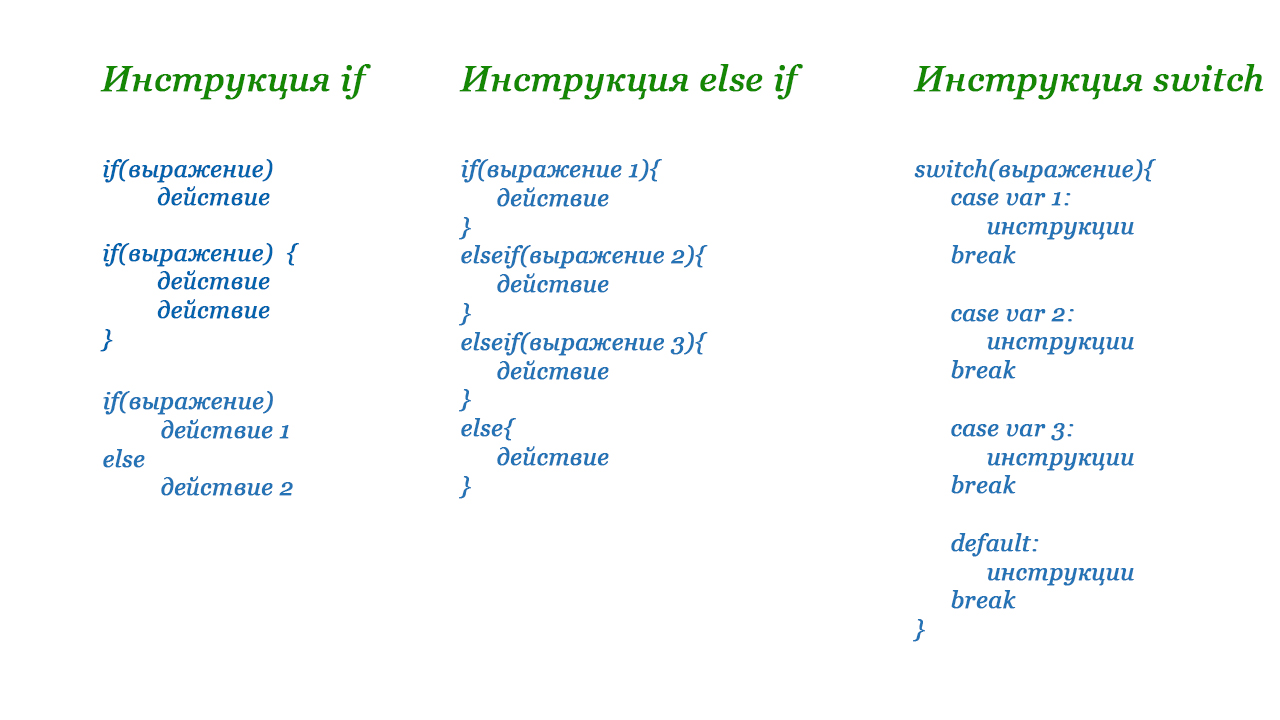 Инструкция if
if(выражение)
действие
if(выражение) {
действие
действие
}
if(выражение)
действие 1
else
действие 2
Инструкция else if
if(выражение 1){
действие
}
elseif(выражение 2){
действие
}
elseif(выражение 3){
действие
}
else{
действие
}
Инструкция switch
switch(выражение){
case var 1:
инструкции
break
case var 2:
инструкции
break
case var 3:
инструкции
break
default:
инструкции
break
}